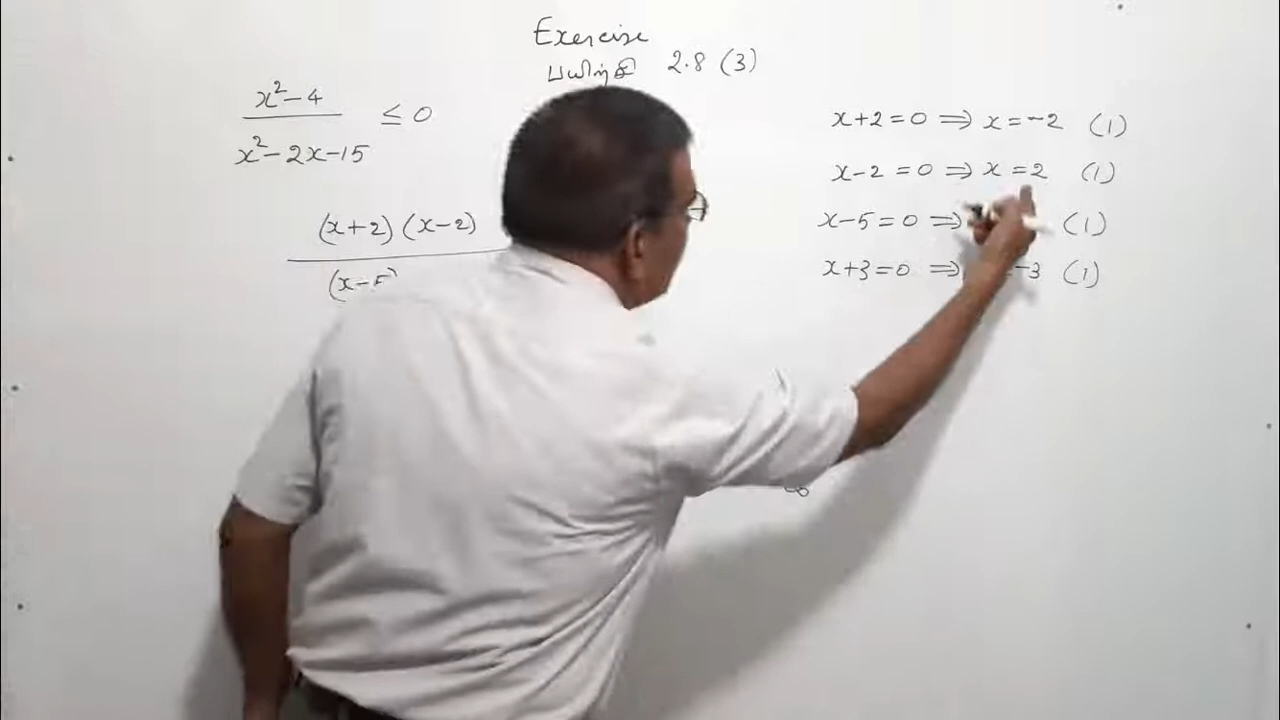 Exercise
பயிற்சி 2.8 (3)
x² - 4
x² - 2x - 15
≤ 0
(x+2) (x-2)
(x-5)
x+2 = 0 ⇒ x = -2 (1)
x-2 = 0 ⇒ x = 2 (1)
x-5 = 0 ⇒ (1)
x+3 = 0 ⇒ = -3 (1)
∞